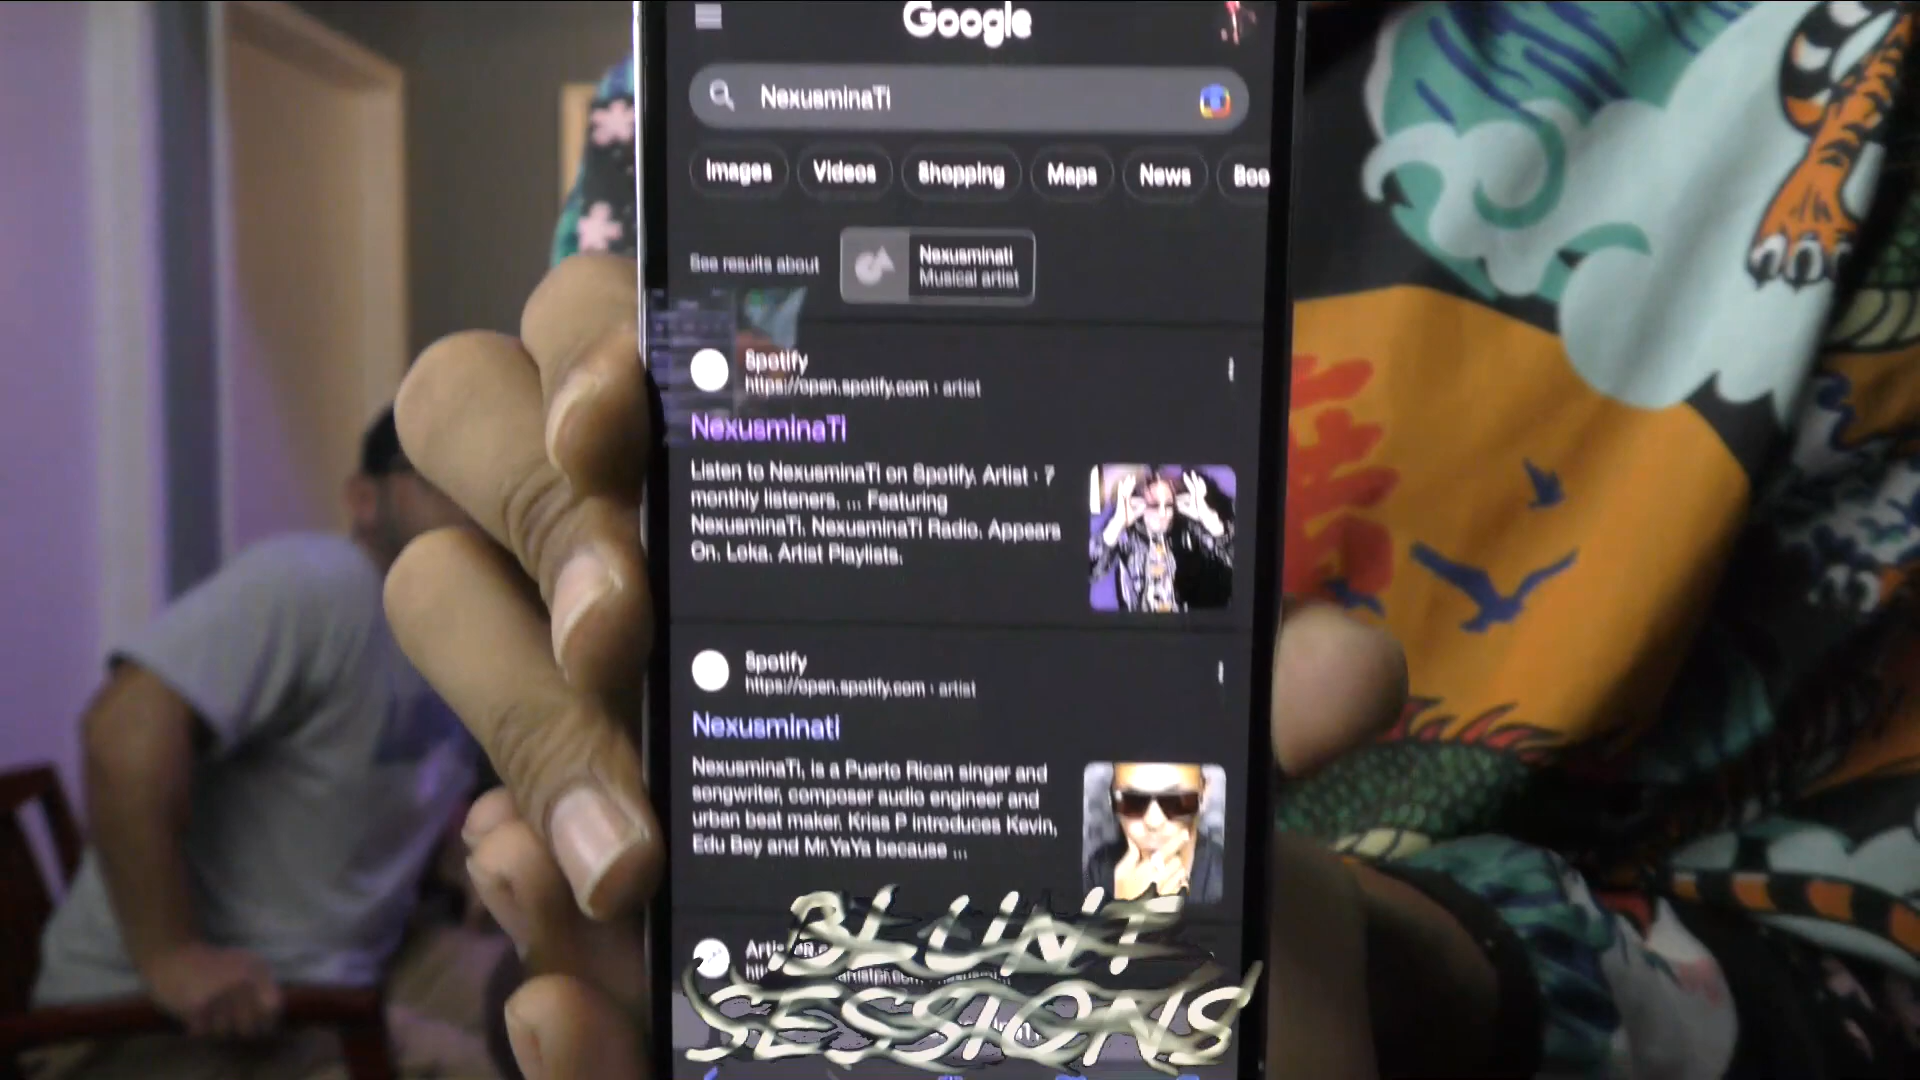 Google
NexusminaTi
Images Videos Shopping Maps News Boo
See results about
Nexusminati
Musical artist
Spotify
https://open.spotify.com › artist
NexusminaTi
Listen to NexusminaTi on Spotify. Artist · 7
monthly listeners. ... Featuring
NexusminaTi. NexusminaTi Radio. Appears
On. Loka. Artist Playlists.
Spotify
https://open.spotify.com › artist
Nexusminati
NexusminaTi, is a Puerto Rican singer and
songwriter, composer audio engineer and
urban beat maker. Kriss P introduces Kevin,
Edu Bey and Mr.YaYa because ...
BLUNT
SESSIONS